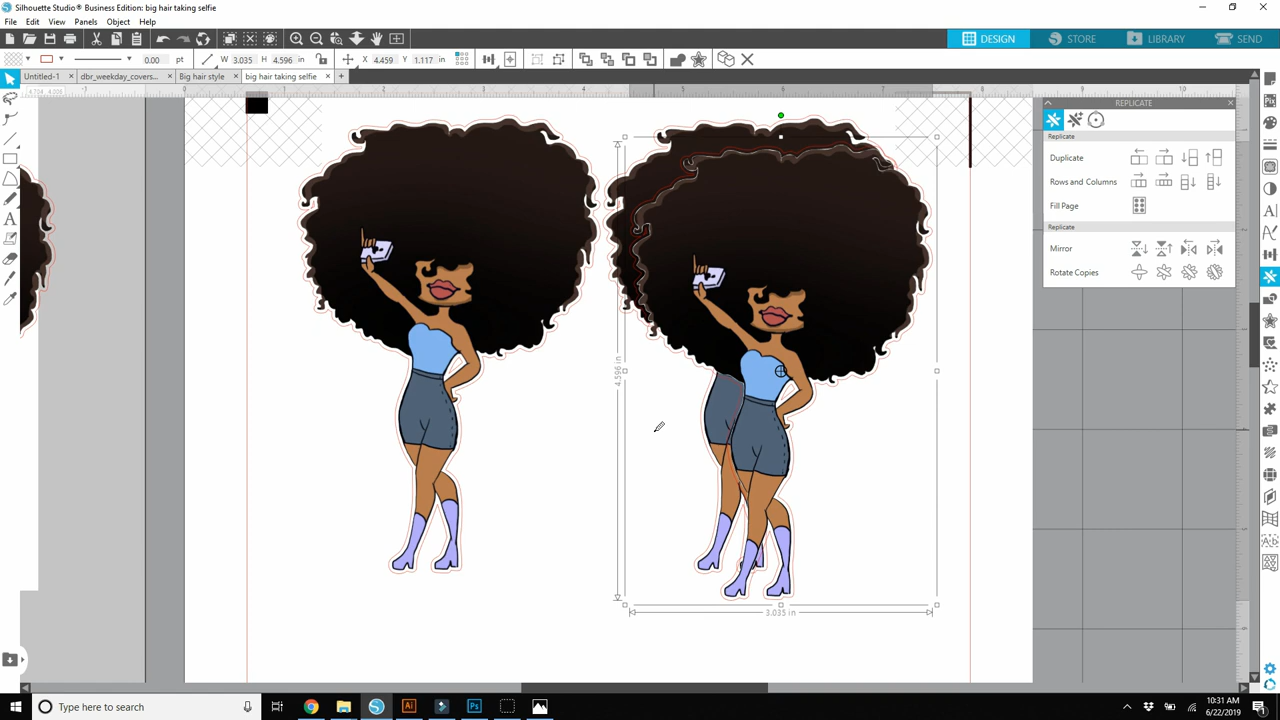 Silhouette Studio® Business Edition: big hair taking selfie
File Edit View Panels Object Help
DESIGN STORE LIBRARY SEND
0.00 pt W 3.035 H 4.596 in X 4.459 Y 1.117 in
Untitled-1 dbr_weekday_covers... Big hair style big hair taking selfie
REPLICATE
Replicate
Duplicate
Rows and Columns
Fill Page
Replicate
Mirror
Rotate Copies
4.596 in
3.035 in
Type here to search
10:31 AM
6/22/2019